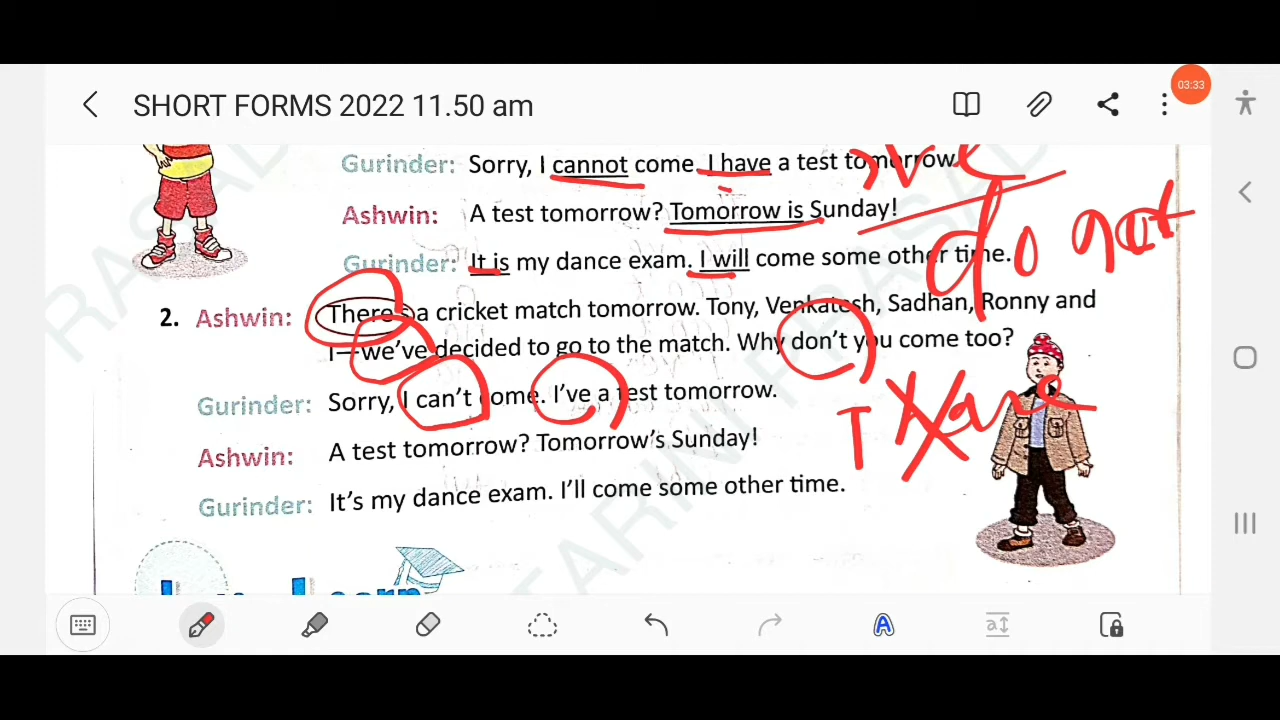 03:33
SHORT FORMS 2022 11.50 am
Gurinder: Sorry, I cannot come. I have a test tomorrow.
've
Ashwin: A test tomorrow? Tomorrow is Sunday!
do not
Gurinder: It is my dance exam. I will come some other time.
2. Ashwin: There's a cricket match tomorrow. Tony, Venkatesh, Sadhan, Ronny and
I—we've decided to go to the match. Why don't you come too?
Gurinder: Sorry, I can't come. I've a test tomorrow.
I have
Ashwin: A test tomorrow? Tomorrow's Sunday!
Gurinder: It's my dance exam. I'll come some other time.
TARINI PRASAD